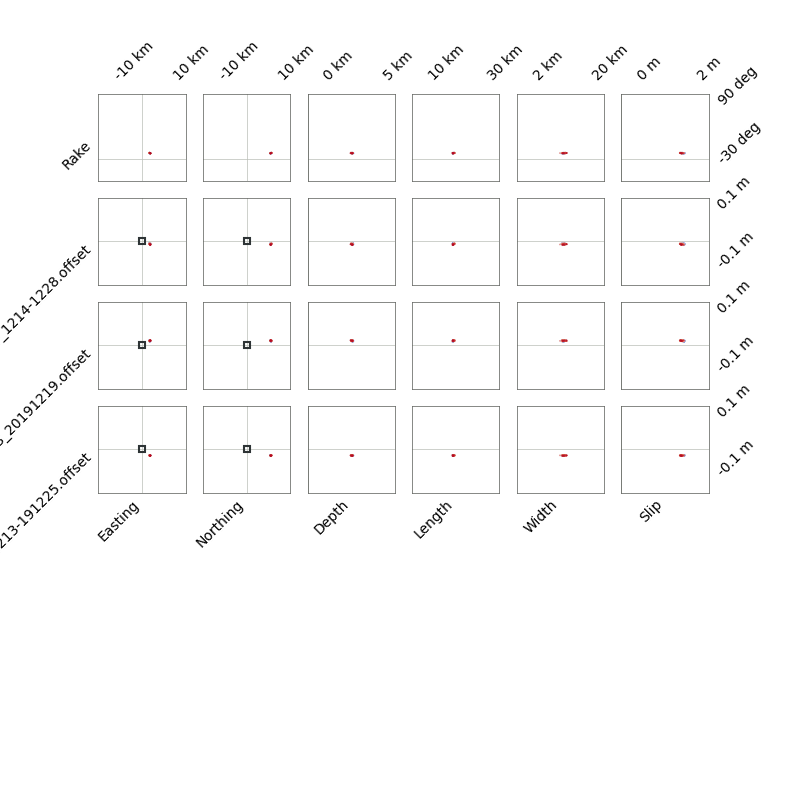 -10 km
10 km
-10 km
10 km
0 km
5 km
10 km
30 km
2 km
20 km
0 m
2 m
90 deg
-30 deg
Rake
0.1 m
-0.1 m
_1214-1228.offset
0.1 m
-0.1 m
_20191219.offset
0.1 m
-0.1 m
213-191225.offset
Easting
Northing
Depth
Length
Width
Slip